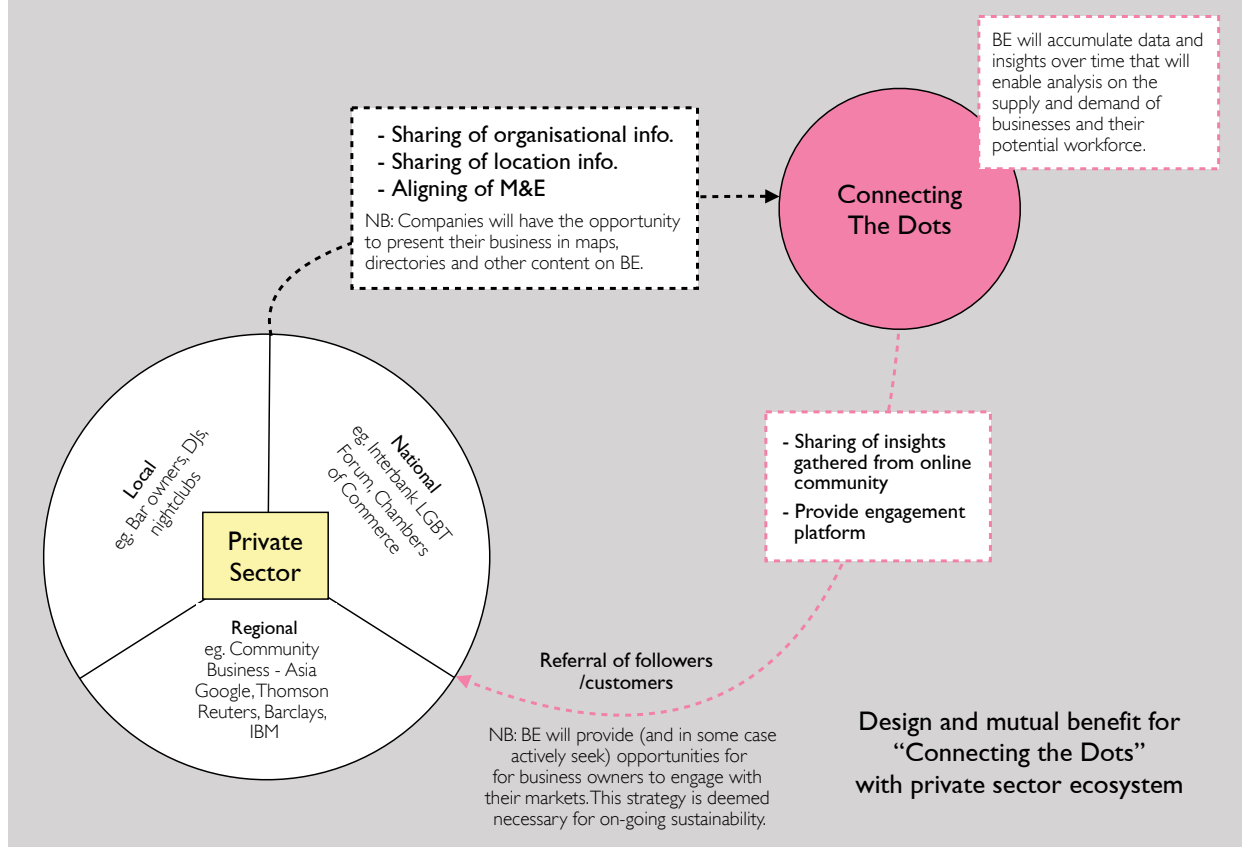 BE will accumulate data and
insights over time that will
enable analysis on the
supply and demand of
businesses and their
potential workforce.
- Sharing of organisational info.
- Sharing of location info.
- Aligning of M&E
NB: Companies will have the opportunity
to present their business in maps,
directories and other content on BE.
Connecting
The Dots
Local
eg. Bar owners, DJs,
nightclubs
National
eg. Interbank LGBT
Forum, Chambers
of Commerce
Private
Sector
Regional
eg. Community
Business - Asia
Google, Thomson
Reuters, Barclays,
IBM
- Sharing of insights
gathered from online
community
- Provide engagement
platform
Referral of followers
/customers
NB: BE will provide (and in some case
actively seek) opportunities for
for business owners to engage with
their markets. This strategy is deemed
necessary for on-going sustainability.
Design and mutual benefit for
“Connecting the Dots”
with private sector ecosystem